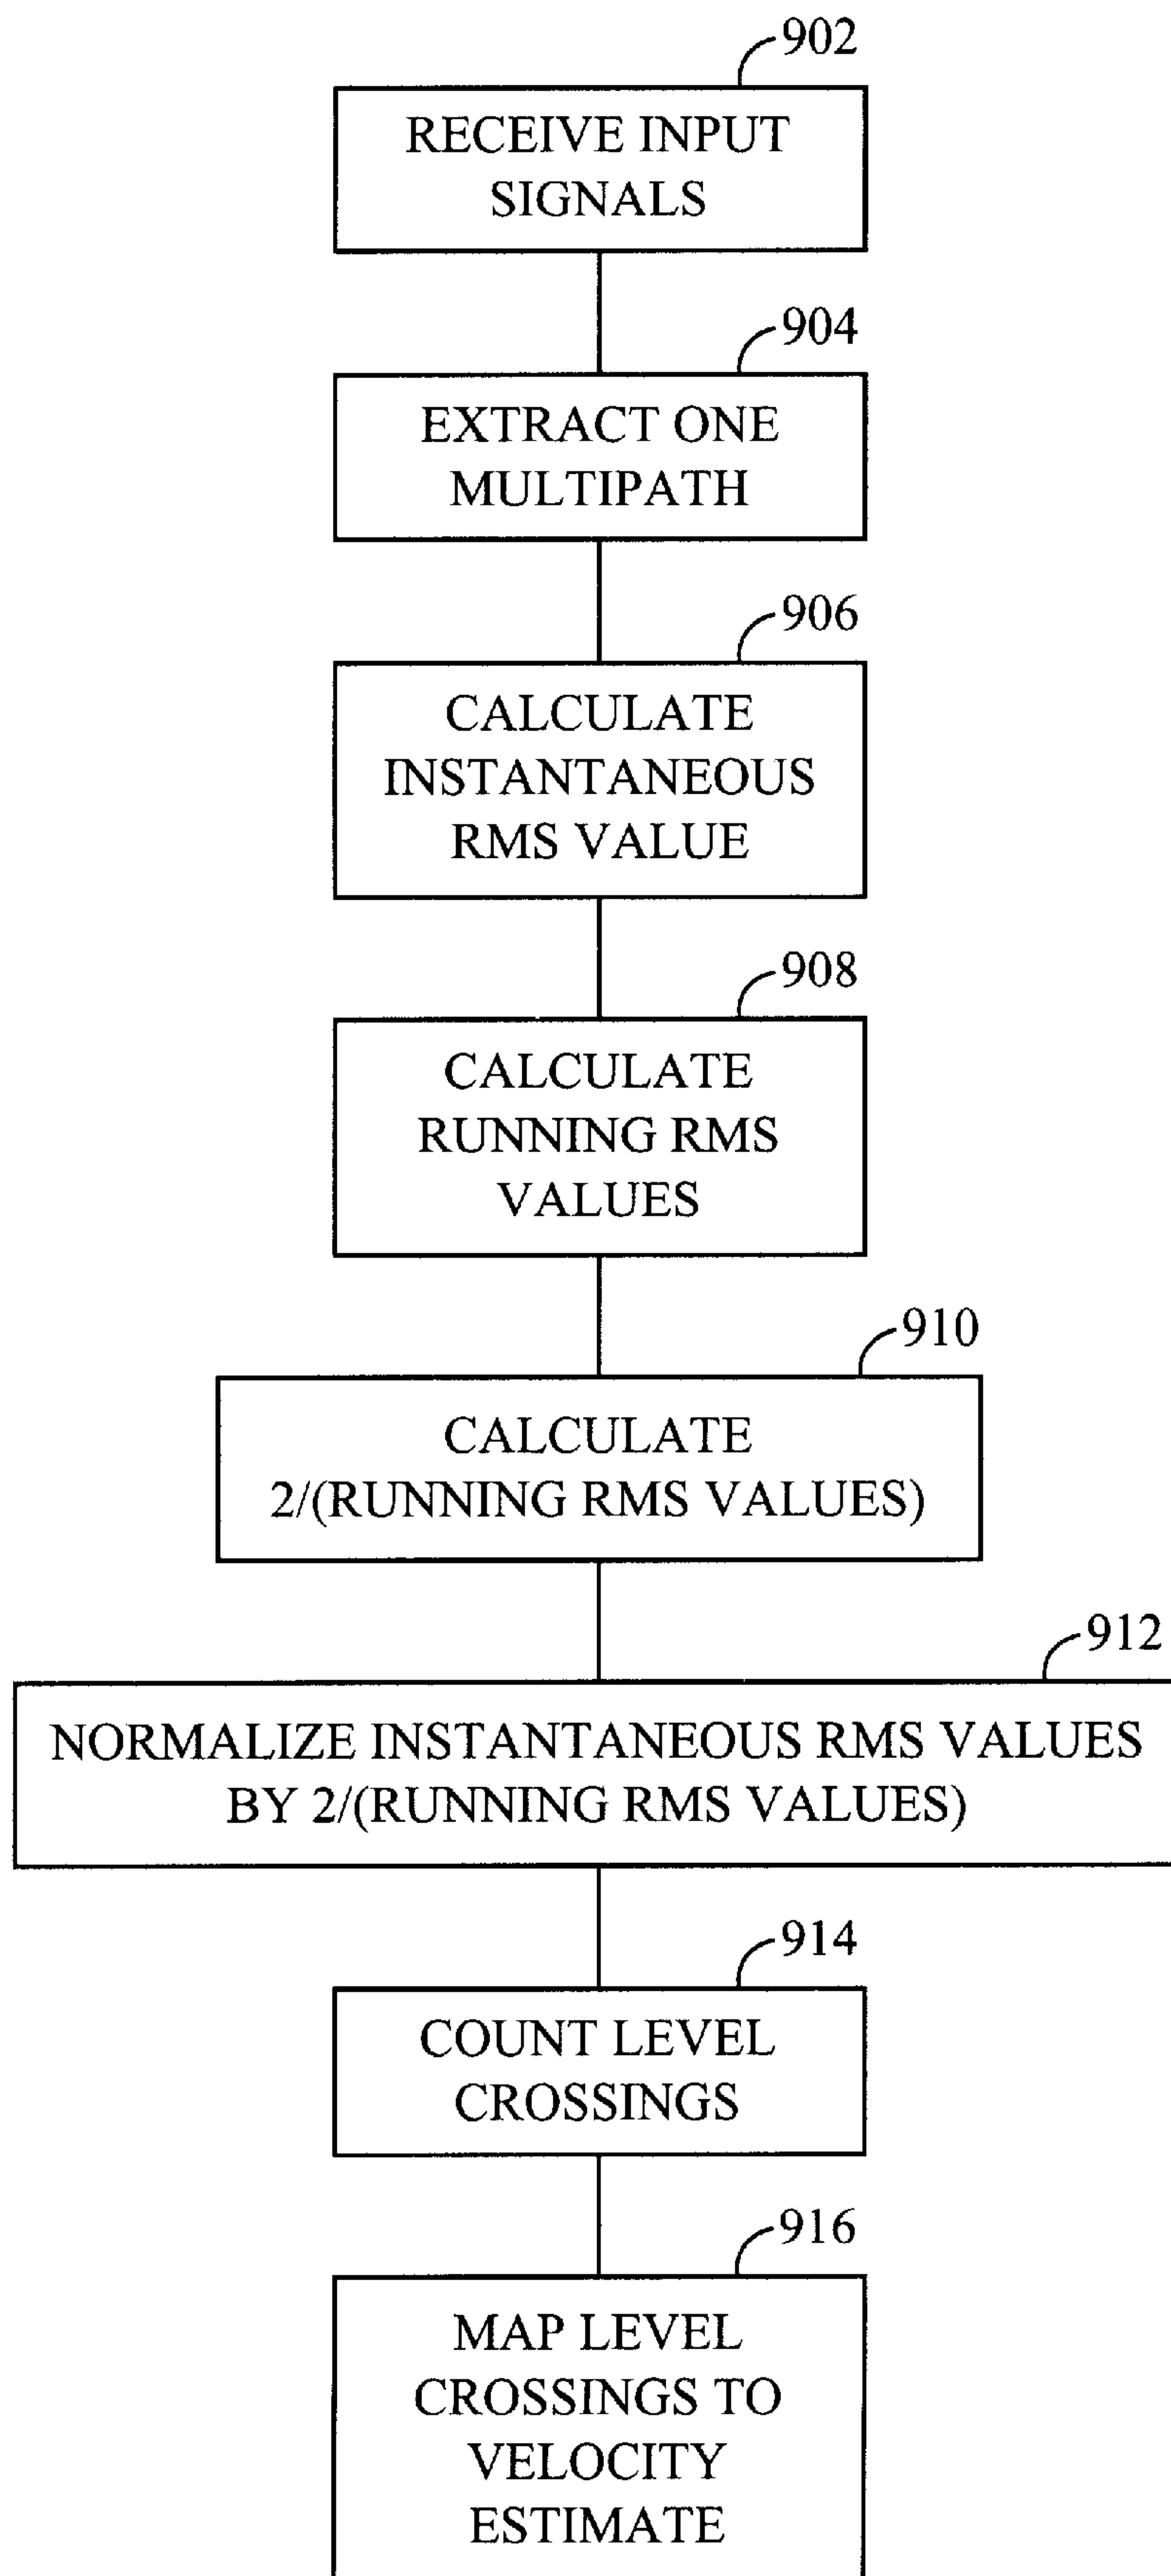 902
RECEIVE INPUT
SIGNALS
904
EXTRACT ONE
MULTIPATH
906
CALCULATE
INSTANTANEOUS
RMS VALUE
908
CALCULATE
RUNNING RMS
VALUES
910
CALCULATE
2/(RUNNING RMS VALUES)
912
NORMALIZE INSTANTANEOUS RMS VALUES
BY 2/(RUNNING RMS VALUES)
914
COUNT LEVEL
CROSSINGS
916
MAP LEVEL
CROSSINGS TO
VELOCITY
ESTIMATE